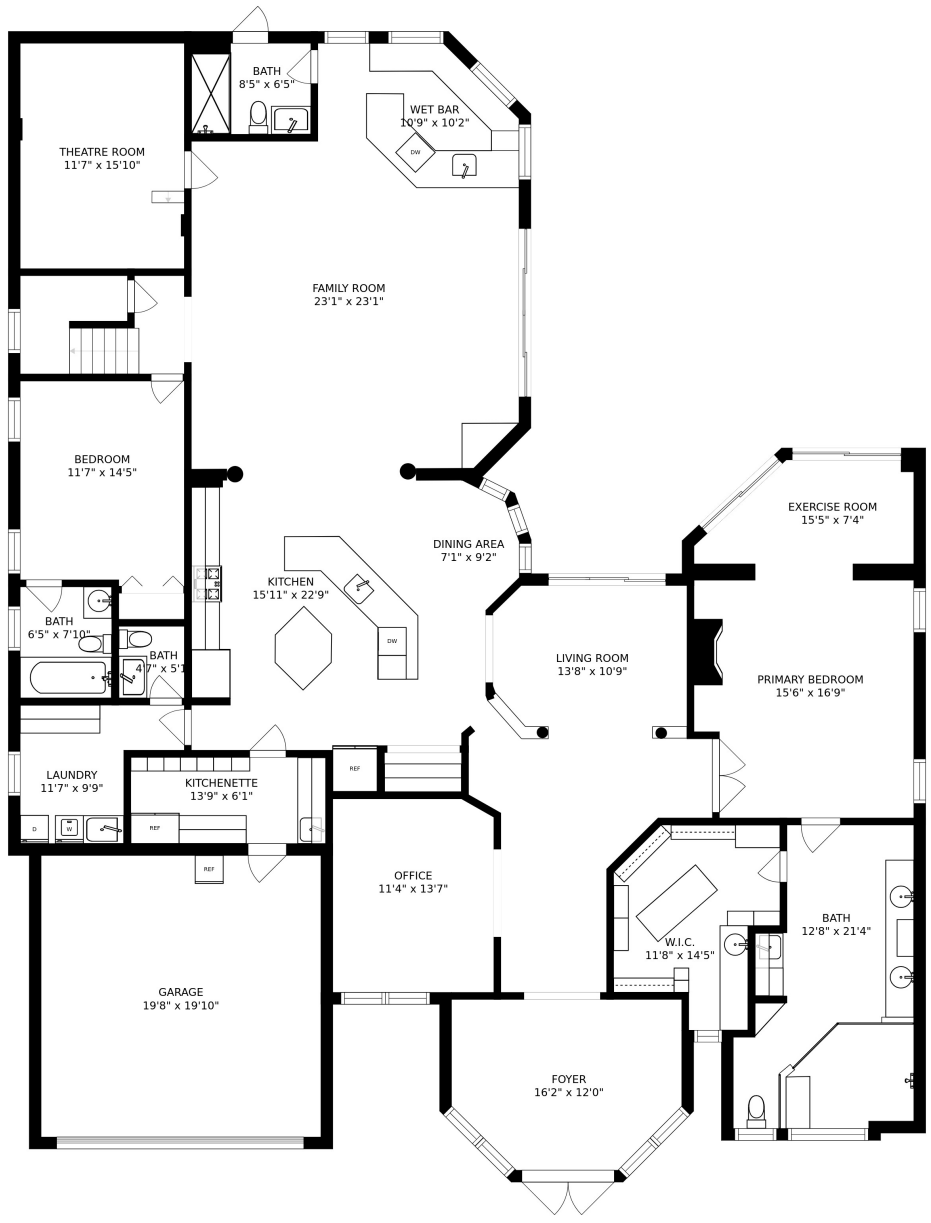 BATH
8'5" x 6'5"
WET BAR
10'9" x 10'2"
DW
THEATRE ROOM
11'7" x 15'10"
FAMILY ROOM
23'1" x 23'1"
BEDROOM
11'7" x 14'5"
EXERCISE ROOM
15'5" x 7'4"
DINING AREA
7'1" x 9'2"
KITCHEN
15'11" x 22'9"
DW
BATH
6'5" x 7'10"
BATH
4'7" x 5'1
LIVING ROOM
13'8" x 10'9"
PRIMARY BEDROOM
15'6" x 16'9"
LAUNDRY
11'7" x 9'9"
D
W
KITCHENETTE
13'9" x 6'1"
REF
REF
REF
OFFICE
11'4" x 13'7"
W.I.C.
11'8" x 14'5"
BATH
12'8" x 21'4"
GARAGE
19'8" x 19'10"
FOYER
16'2" x 12'0"